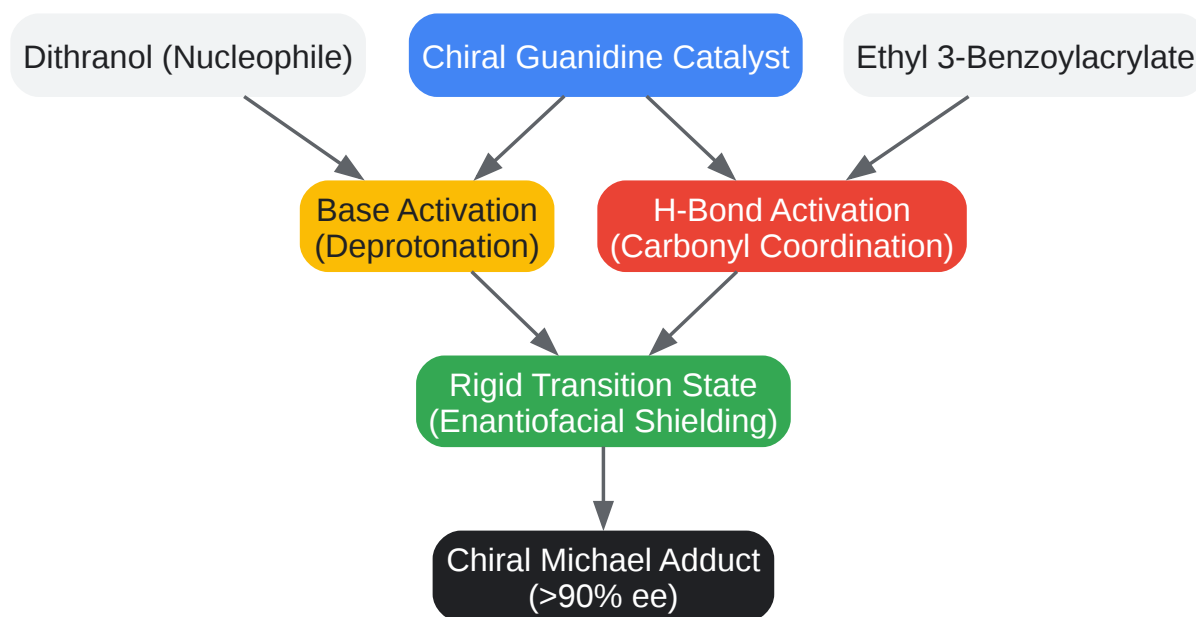 Dithranol (Nucleophile)
Chiral Guanidine Catalyst
Ethyl 3-Benzoylacrylate
Base Activation
(Deprotonation)
H-Bond Activation
(Carbonyl Coordination)
Rigid Transition State
(Enantiofacial Shielding)
Chiral Michael Adduct
(>90% ee)